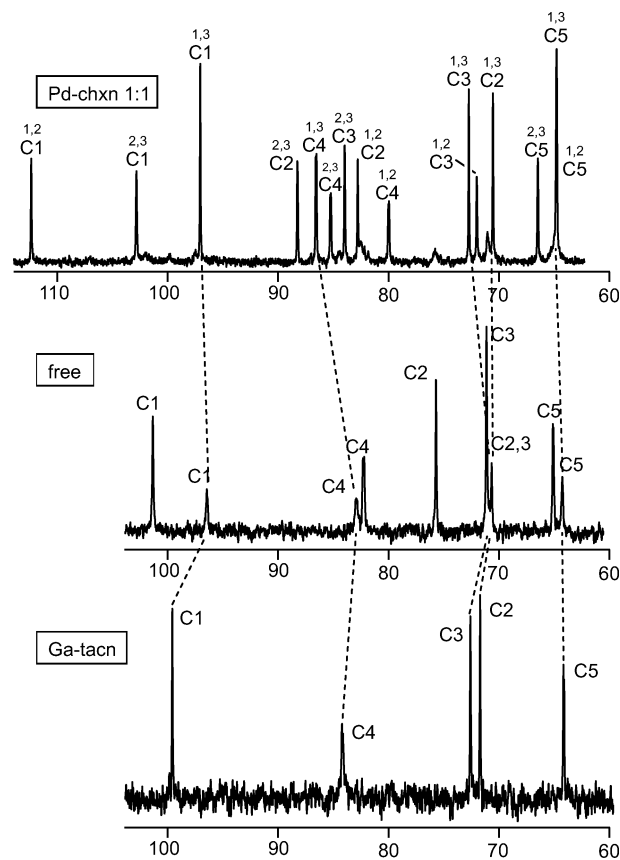 1,3
C1
1,3
C5
Pd-chxn 1:1
1,2
C1
2,3
C1
2,3
C2
1,3
C4
2,3
C4
2,3
C3
1,2
C2
1,2
C4
1,3
C3
1,2
C3
1,3
C2
2,3
C5
1,2
C5
110 100 90 80 70 60
free
C1
C1
C4
C4
C2
C3
C2,3
C5
C5
100 90 80 70 60
Ga-tacn
C1
C4
C3
C2
C5
100 90 80 70 60